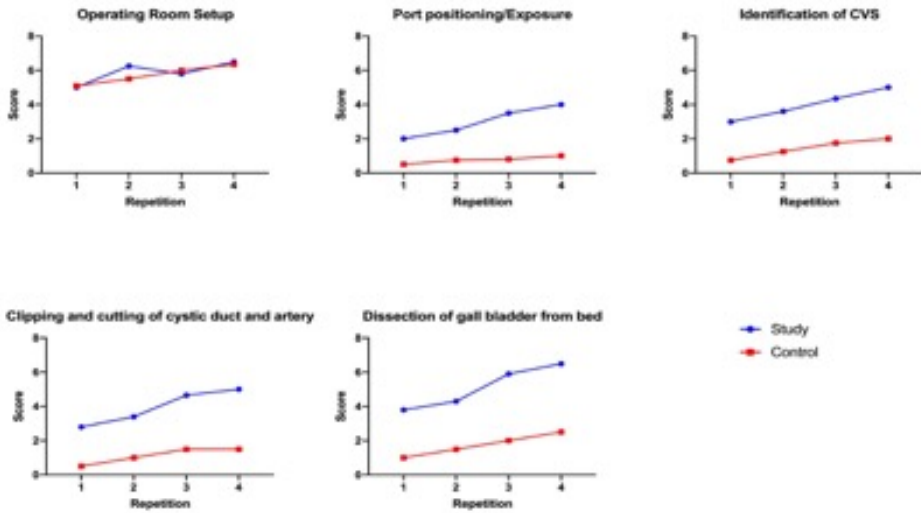 Operating Room Setup
8
6
4
2
0
Score
1 2 3 4
Repetition
Port positioning/Exposure
8
6
4
2
0
Score
1 2 3 4
Repetition
Identification of CVS
8
6
4
2
0
Score
1 2 3 4
Repetition
Clipping and cutting of cystic duct and artery
8
6
4
2
0
Score
1 2 3 4
Repetition
Dissection of gall bladder from bed
8
6
4
2
0
Score
1 2 3 4
Repetition
Study
Control